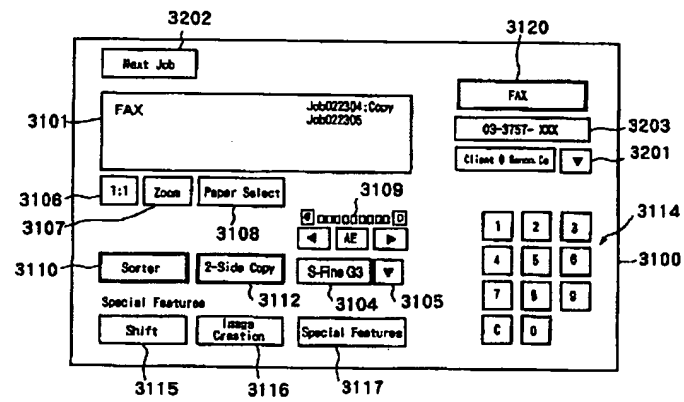 3202
3120
Next Job
FAX
3101
FAX
Job022304:Copy
Job022305
03-3757-XXX
3203
Client @ Canon.Co
▼
3201
3106
1:1
Zoom
Paper Select
3109
3107
3108
C
D
◀
AE
▶
1
2
3
3114
3110
Sorter
2-Side Copy
S-Fine G3
▼
4
5
6
3100
3112
3104
3105
Special Features
7
8
9
Shift
Image
Creation
Special Features
C
0
3115
3116
3117